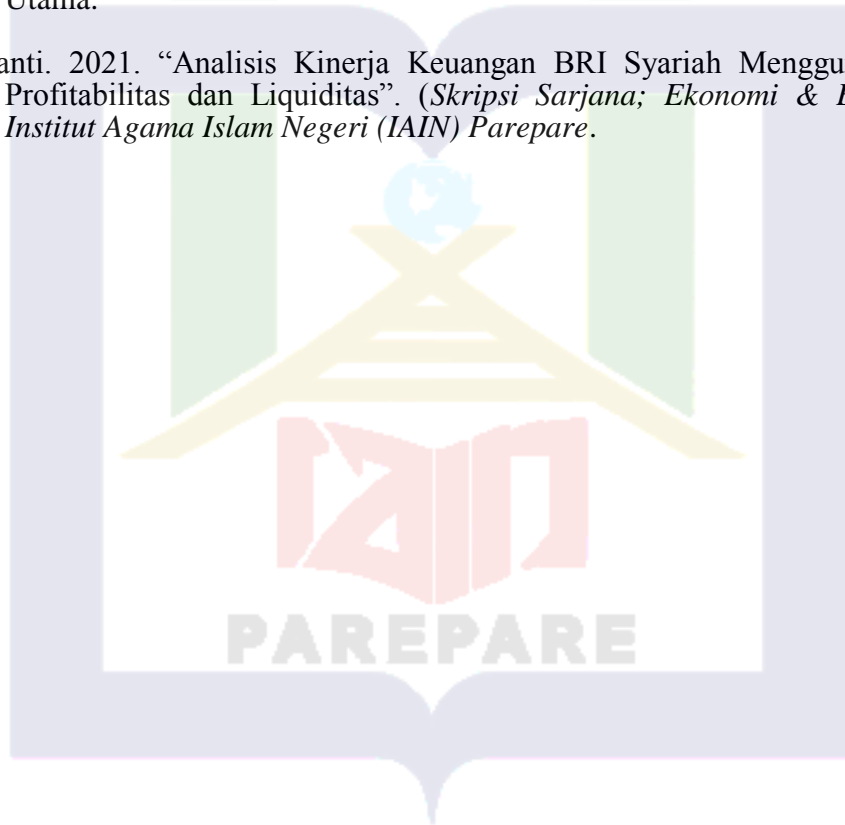 Utama.
anti. 2021. “Analisis Kinerja Keuangan BRI Syariah Menggu
Profitabilitas dan Liquiditas”. (Skripsi Sarjana; Ekonomi & B
Institut Agama Islam Negeri (IAIN) Parepare.
iain
PAREPARE